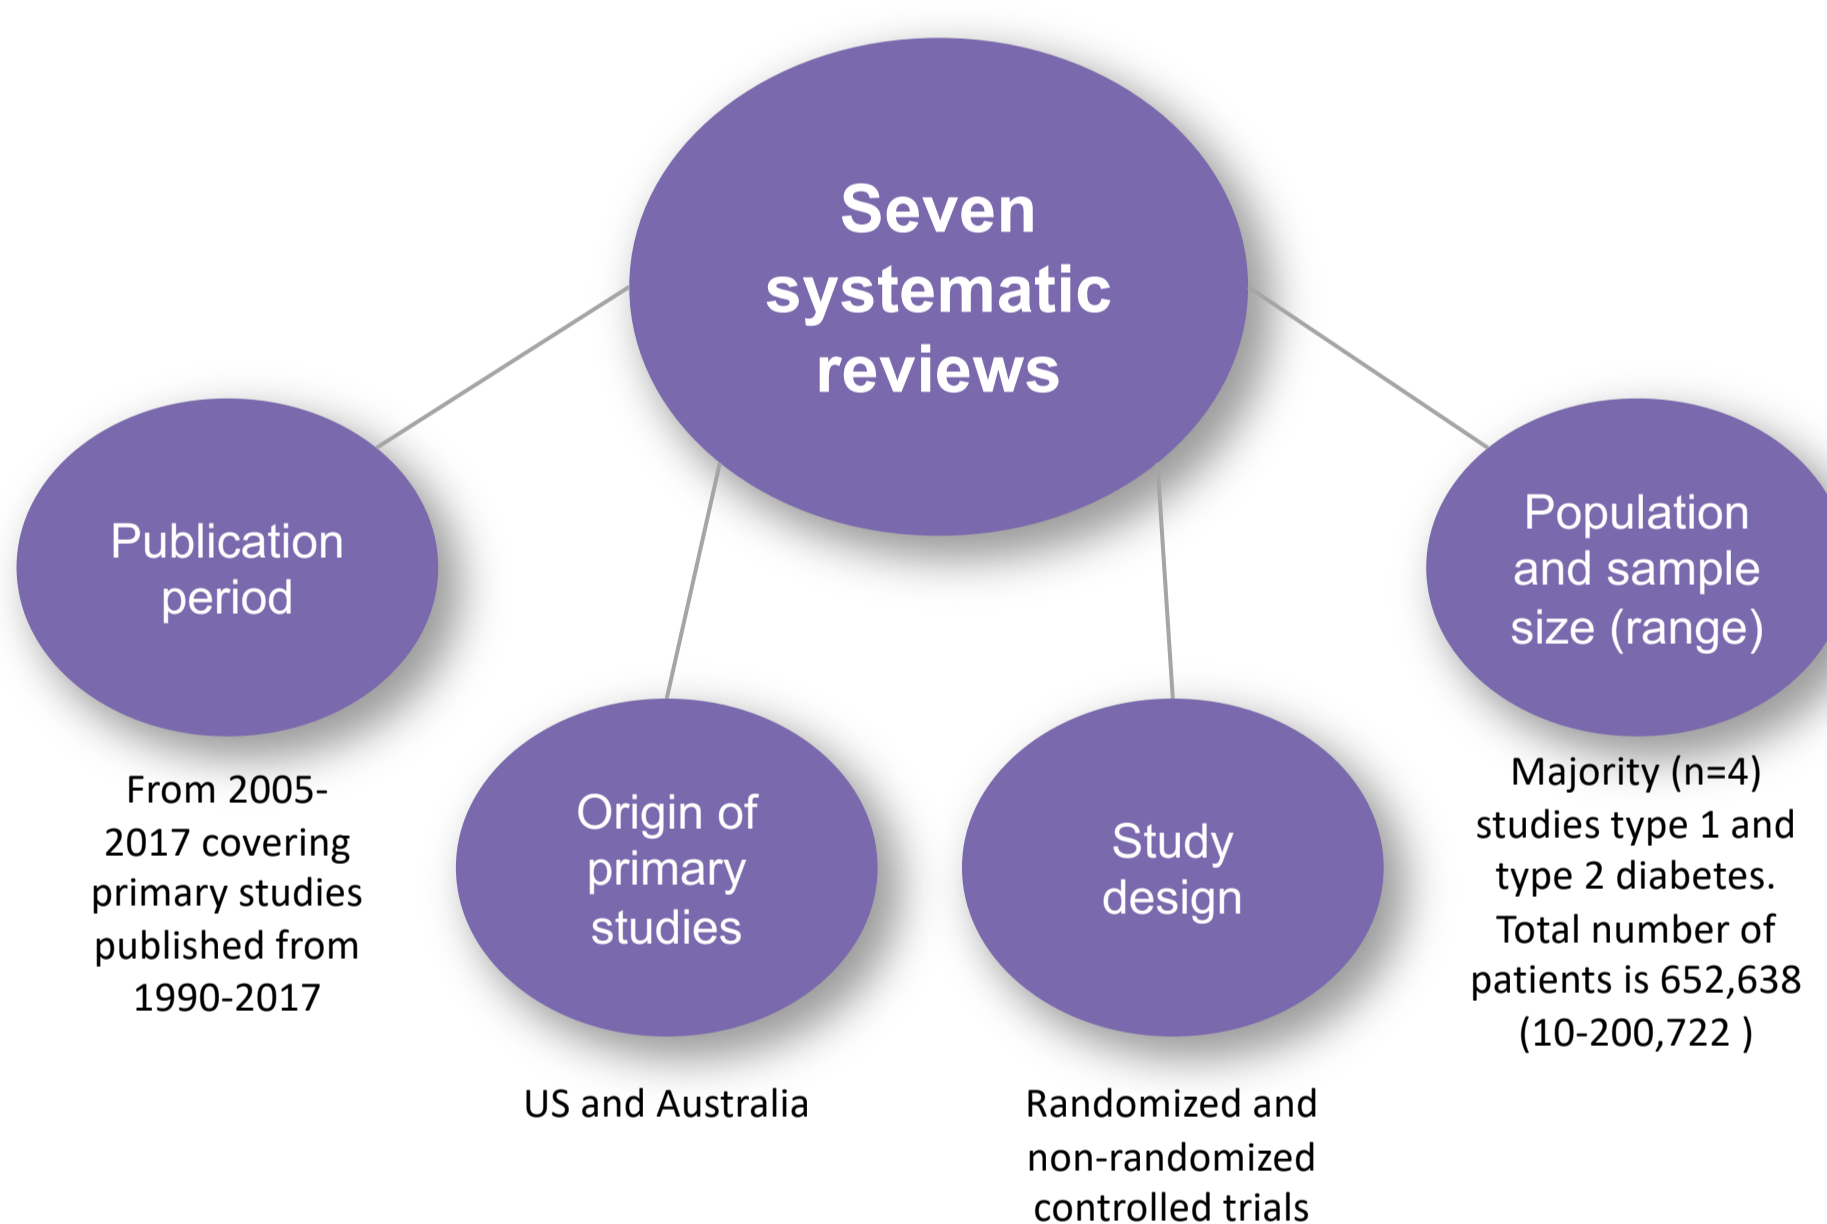 Seven
systematic
reviews
Publication
period
From 2005-
2017 covering
primary studies
published from
1990-2017
Origin of
primary
studies
US and Australia
Study
design
Randomized and
non-randomized
controlled trials
Population
and sample
size (range)
Majority (n=4)
studies type 1 and
type 2 diabetes.
Total number of
patients is 652,638
(10-200,722 )